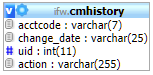 ifw.cmhistory
acctcode : varchar(7)
change_date : varchar(25)
# uid : int(11)
action : varchar(255)